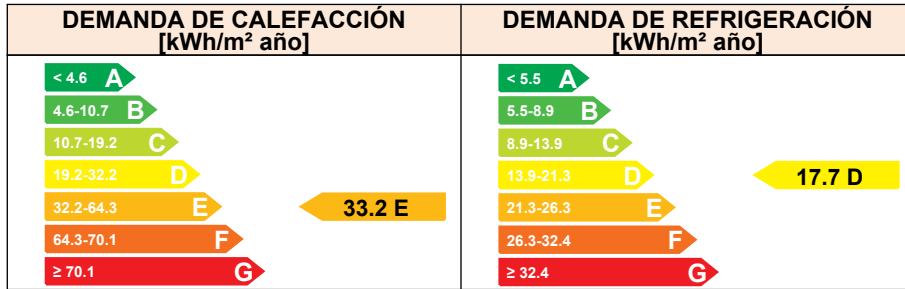 DEMANDA DE CALEFACCIÓN
[kWh/m² año]
< 4.6 A
4.6-10.7 B
10.7-19.2 C
19.2-32.2 D
32.2-64.3 E
33.2 E
64.3-70.1 F
≥ 70.1 G
DEMANDA DE REFRIGERACIÓN
[kWh/m² año]
< 5.5 A
5.5-8.9 B
8.9-13.9 C
13.9-21.3 D
17.7 D
21.3-26.3 E
26.3-32.4 F
≥ 32.4 G